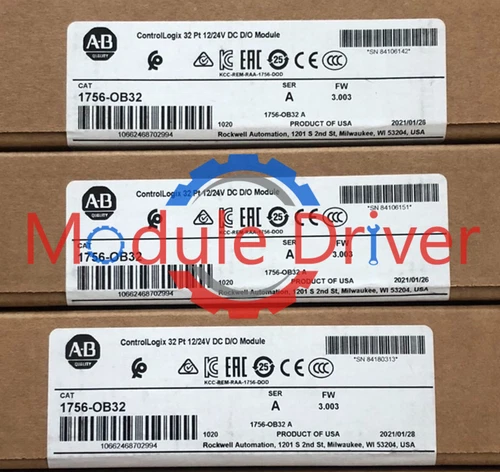 A-B
QUALITY
ControlLogix 32 Pt 12/24V DC D/O Module
*SN 84106142*
25
KCC-REM-RAA-1756-DOD
CAT
SER
FW
1756-OB32
A
3.003
1756-OB32 A
1020
PRODUCT OF USA
2021/01/26
10662468702994
Rockwell Automation, 1201 S 2nd St, Milwaukee, WI 53204, USA
A-B
QUALITY
ControlLogix 32 Pt 12/24V DC D/O Module
*SN 84106151*
25
Module Driver
CAT
FW
1756-OB32
A
3.003
1756-OB32 A
1020
PRODUCT OF USA
2021/01/26
10662468702994
Rockwell Automation, 1201 S 2nd St, Milwaukee, WI 53204, USA
A-B
QUALITY
ControlLogix 32 Pt 12/24V DC D/O Module
*SN 84180313*
25
KCC-REM-RAA-1756-DOD
CAT
SER
FW
1756-OB32
A
3.003
1756-OB32 A
1020
PRODUCT OF USA
2021/01/28
10662468702994
Rockwell Automation, 1201 S 2nd St, Milwaukee, WI 53204, USA